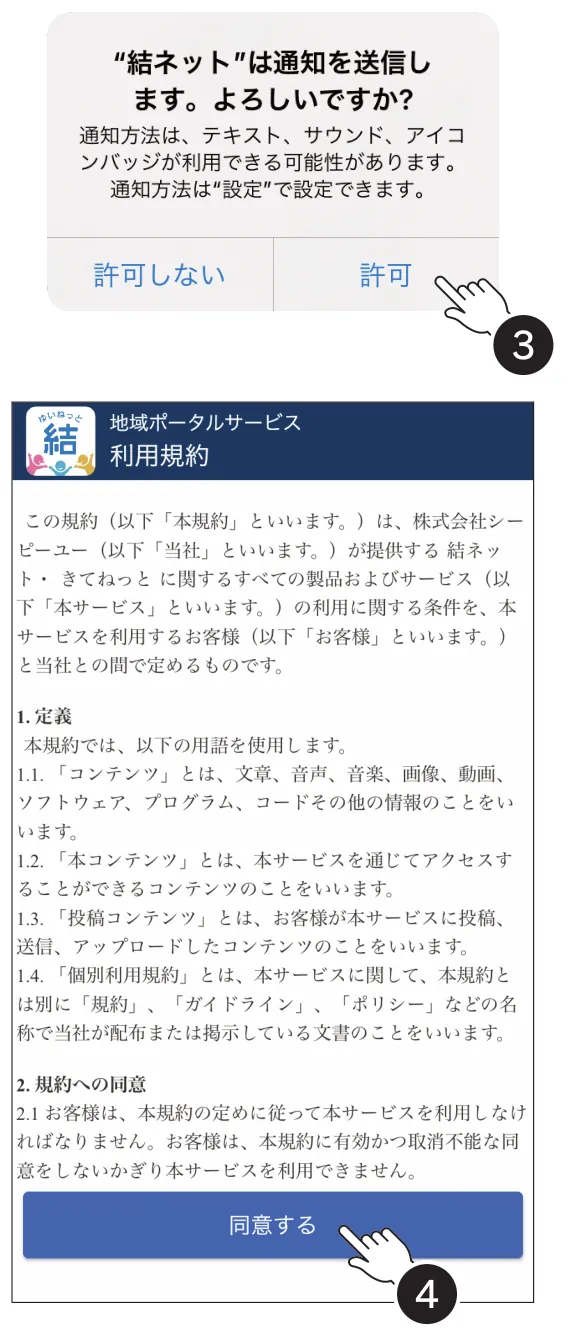 “結ネット”は通知を送信し
ます。よろしいですか?
通知方法は、テキスト、サウンド、アイコ
ンバッジが利用できる可能性があります。
通知方法は“設定”で設定できます。
許可しない
許可
3
ゆいねっと
結
地域ポータルサービス
利用規約
この規約（以下「本規約」といいます。）は、株式会社シー
ピーユー（以下「当社」といいます。）が提供する 結ネッ
ト・ きてねっと に関するすべての製品およびサービス（以
下「本サービス」といいます。）の利用に関する条件を、本
サービスを利用するお客様（以下「お客様」といいます。）
と当社との間で定めるものです。
1. 定義
本規約では、以下の用語を使用します。
1.1. 「コンテンツ」とは、文章、音声、音楽、画像、動画、
ソフトウェア、プログラム、コードその他の情報のことをい
います。
1.2. 「本コンテンツ」とは、本サービスを通じてアクセスす
ることができるコンテンツのことをいいます。
1.3. 「投稿コンテンツ」とは、お客様が本サービスに投稿、
送信、アップロードしたコンテンツのことをいいます。
1.4. 「個別利用規約」とは、本サービスに関して、本規約と
は別に「規約」、「ガイドライン」、「ポリシー」などの名
称で当社が配布または掲示している文書のことをいいます。
2. 規約への同意
2.1 お客様は、本規約の定めに従って本サービスを利用しなけ
ればなりません。お客様は、本規約に有効かつ取消不能な同
意をしないかぎり本サービスを利用できません。
同意する
4